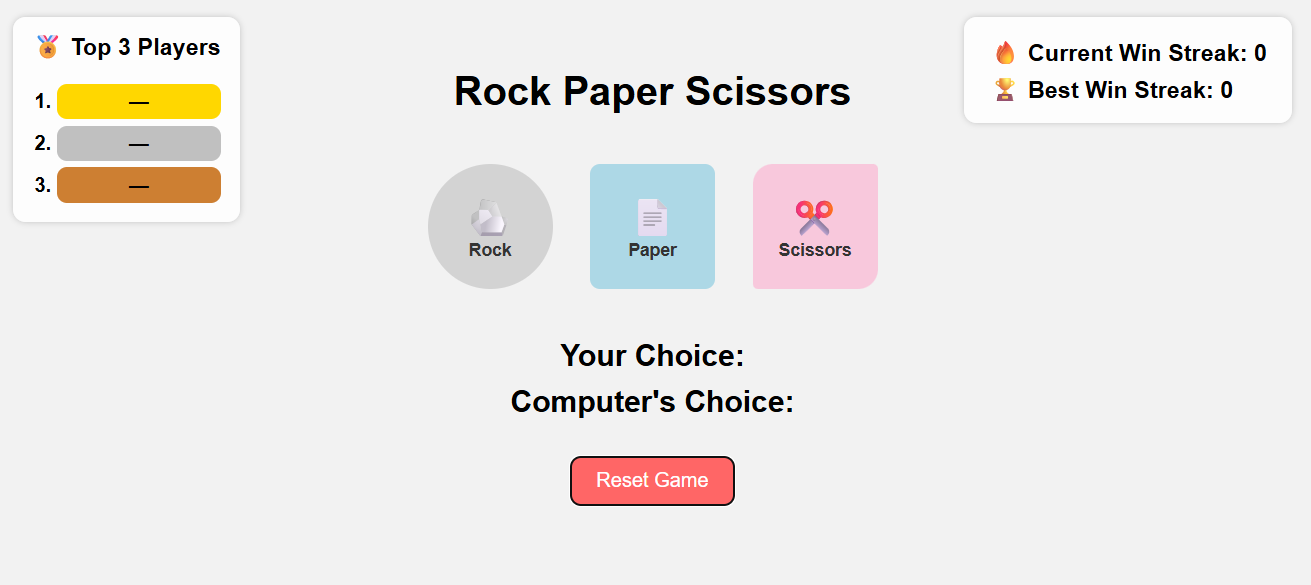 Top 3 Players
1. —
2. —
3. —
Current Win Streak: 0
Best Win Streak: 0
Rock Paper Scissors
Rock
Paper
Scissors
Your Choice:
Computer's Choice:
Reset Game